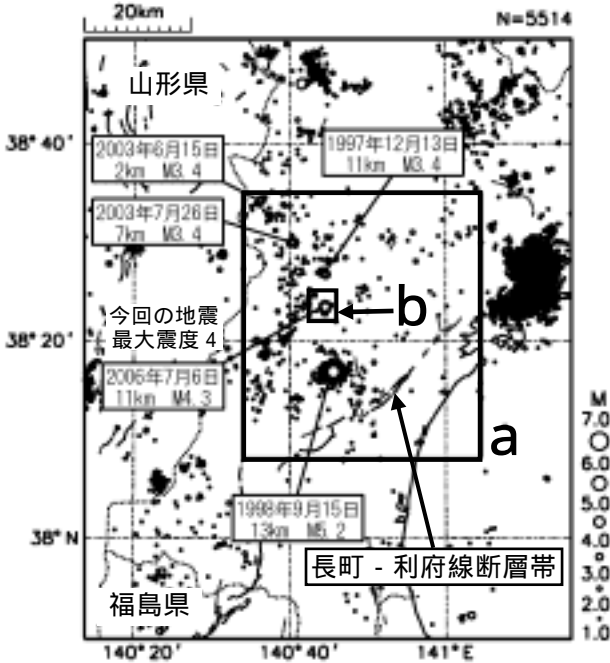 20km
N=5514
山形県
38°40'
2003年6月15日
2km M3.4
1997年12月13日
11km M3.4
2003年7月26日
7km M3.4
b
今回の地震
最大震度4
38°20'
2006年7月6日
11km M4.3
a
M
7.0
6.0
5.0
4.0
3.0
2.0
1.0
1998年9月15日
13km M5.2
38°N
長町-利府線断層帯
福島県
140°20'
140°40'
141°E